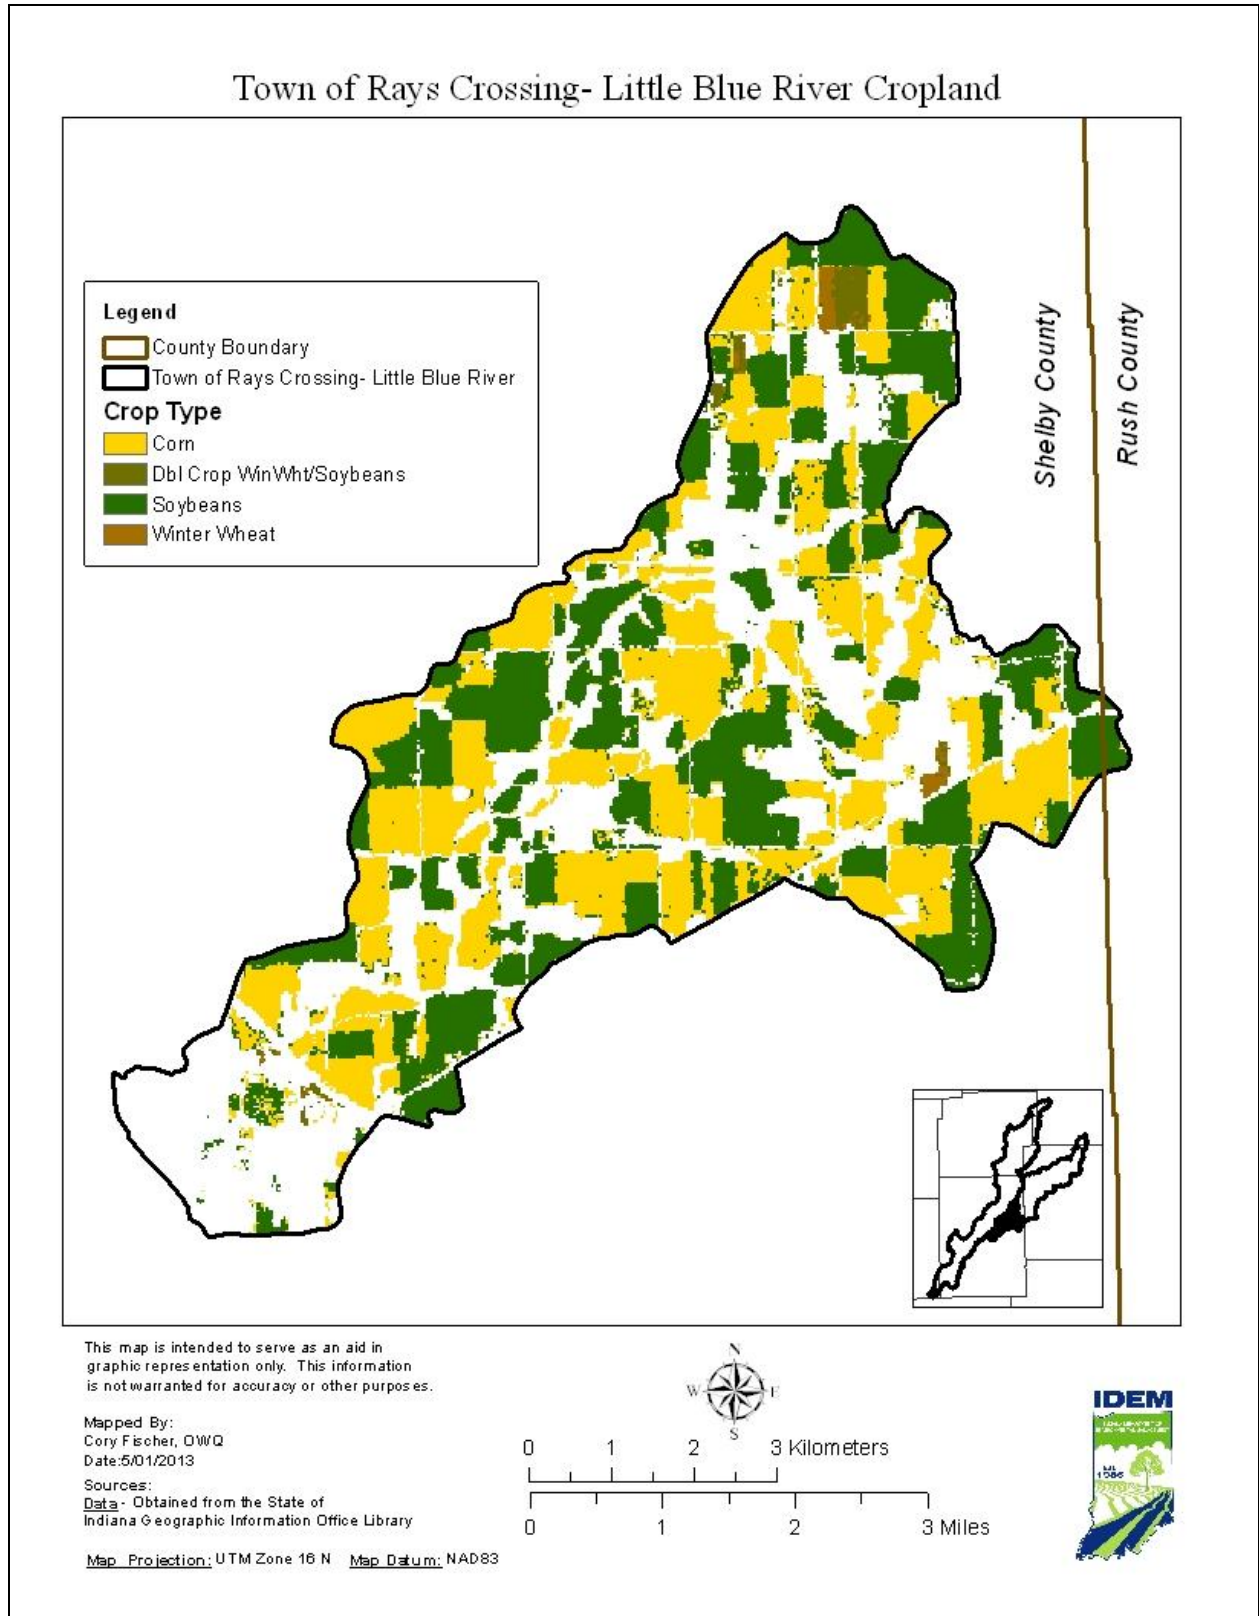 Town of Rays Crossing- Little Blue River Cropland
Legend
County Boundary
Town of Rays Crossing- Little Blue River
Crop Type
Corn
Dbl Crop WinWht/Soybeans
Soybeans
Winter Wheat
Shelby County
Rush County
This map is intended to serve as an aid in
graphic representation only. This information
is not warranted for accuracy or other purposes.
Mapped By:
Cory Fischer, OWQ
Date:5/01/2013
Sources:
Data - Obtained from the State of
Indiana Geographic Information Office Library
Map Projection: UTM Zone 16 N Map Datum: NAD83
N
W E
S
0 1 2 3 Kilometers
0 1 2 3 Miles
IDEM
1986